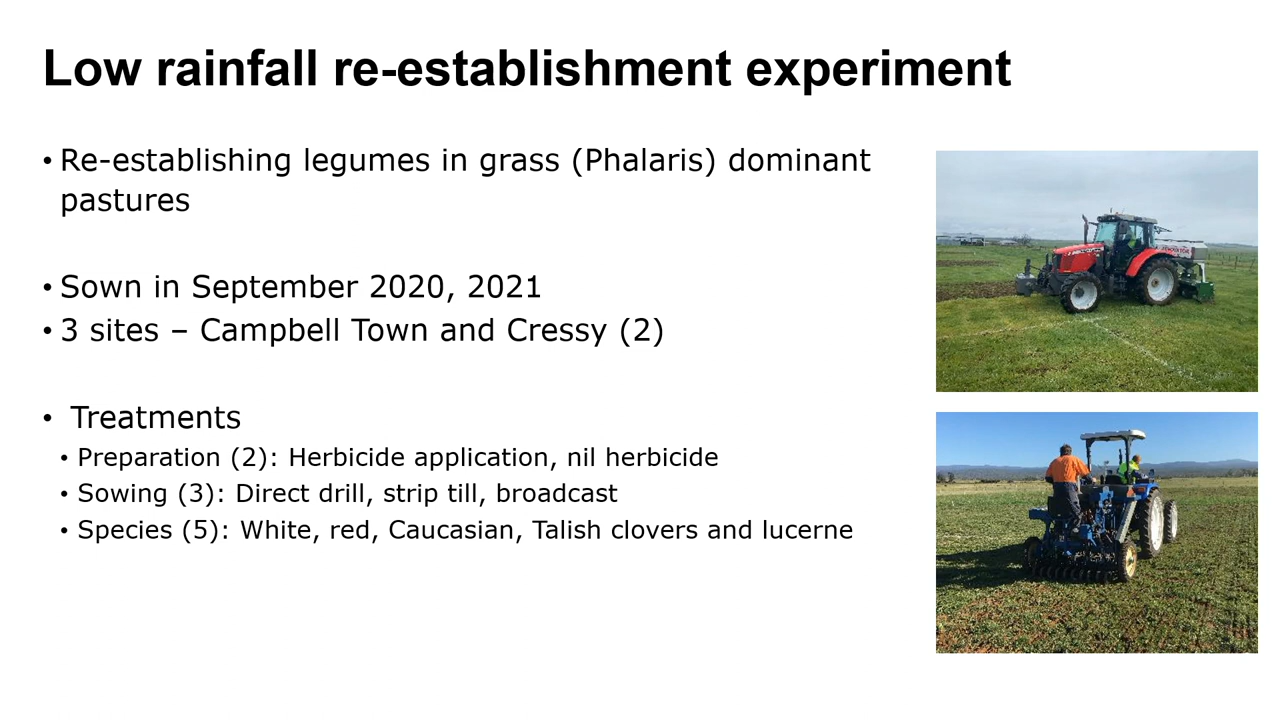 Low rainfall re-establishment experiment
• Re-establishing legumes in grass (Phalaris) dominant
pastures
• Sown in September 2020, 2021
• 3 sites – Campbell Town and Cressy (2)
• Treatments
• Preparation (2): Herbicide application, nil herbicide
• Sowing (3): Direct drill, strip till, broadcast
• Species (5): White, red, Caucasian, Talish clovers and lucerne